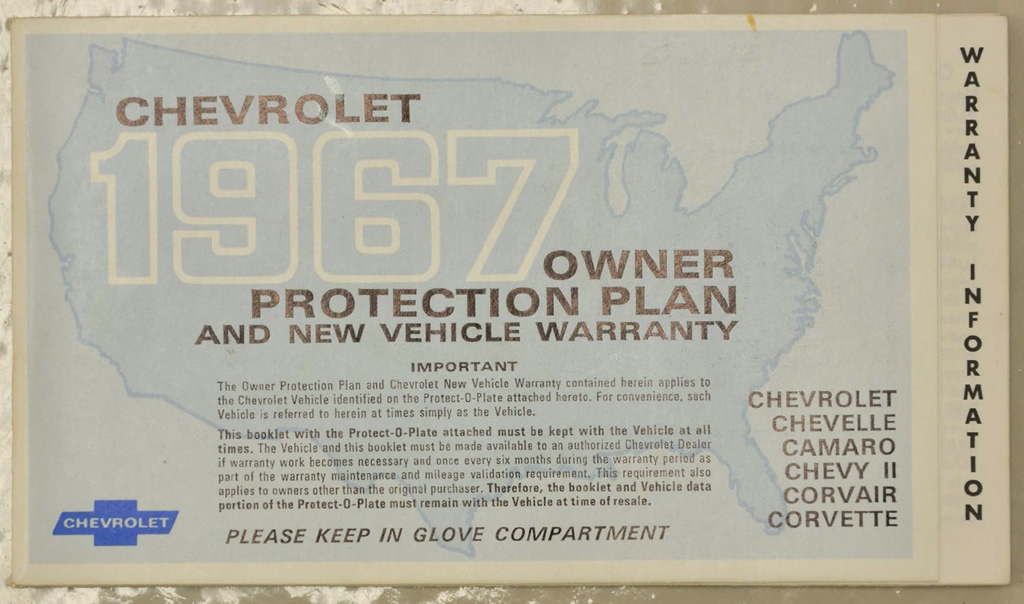 CHEVROLET
1967
OWNER
PROTECTION PLAN
AND NEW VEHICLE WARRANTY
IMPORTANT
The Owner Protection Plan and Chevrolet New Vehicle Warranty contained herein applies to
the Chevrolet Vehicle identified on the Protect-O-Plate attached hereto. For convenience, such
Vehicle is referred to herein at times simply as the Vehicle.
This booklet with the Protect-O-Plate attached must be kept with the Vehicle at all
times. The Vehicle and this booklet must be made available to an authorized Chevrolet Dealer
if warranty work becomes necessary and once every six months during the warranty period as
part of the warranty maintenance and mileage validation requirement. This requirement also
applies to owners other than the original purchaser. Therefore, the booklet and Vehicle data
portion of the Protect-O-Plate must remain with the Vehicle at time of resale.
PLEASE KEEP IN GLOVE COMPARTMENT
CHEVROLET
CHEVROLET
CHEVELLE
CAMARO
CHEVY II
CORVAIR
CORVETTE
WARRANTY INFORMATION